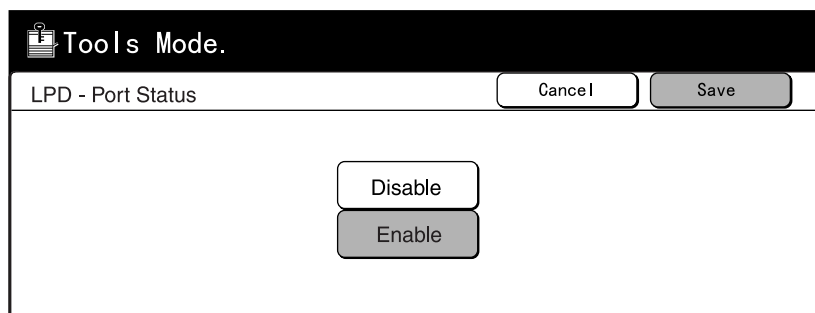 Tools Mode.
LPD - Port Status
Cancel
Save
Disable
Enable